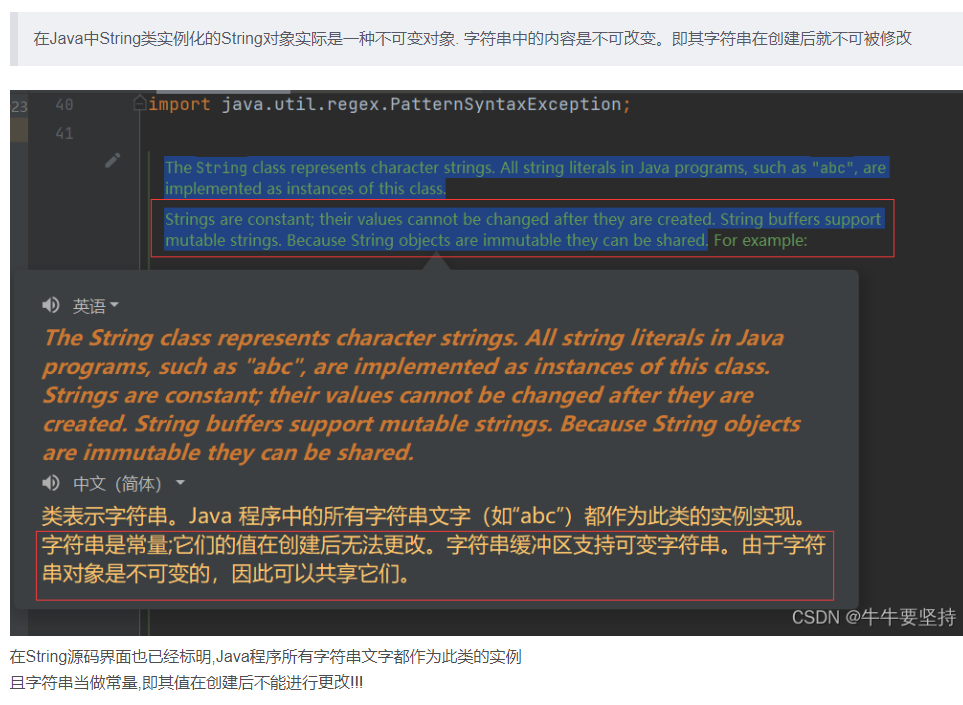 在Java中String类实例化的String对象实际是一种不可变对象. 字符串中的内容是不可改变。即其字符串在创建后就不可被修改
23 40 import java.util.regex.PatternSyntaxException;
41
The String class represents character strings. All string literals in Java programs, such as "abc", are
implemented as instances of this class.
Strings are constant; their values cannot be changed after they are created. String buffers support
mutable strings. Because String objects are immutable they can be shared. For example:
英语
The String class represents character strings. All string literals in Java
programs, such as "abc", are implemented as instances of this class.
Strings are constant; their values cannot be changed after they are
created. String buffers support mutable strings. Because String objects
are immutable they can be shared.
中文（简体）
类表示字符串。Java 程序中的所有字符串文字（如“abc”）都作为此类的实例实现。
字符串是常量;它们的值在创建后无法更改。字符串缓冲区支持可变字符串。由于字符
串对象是不可变的，因此可以共享它们。
CSDN @牛牛要坚持
在String源码界面也已经标明,Java程序所有字符串文字都作为此类的实例
且字符串当做常量,即其值在创建后不能进行更改!!!